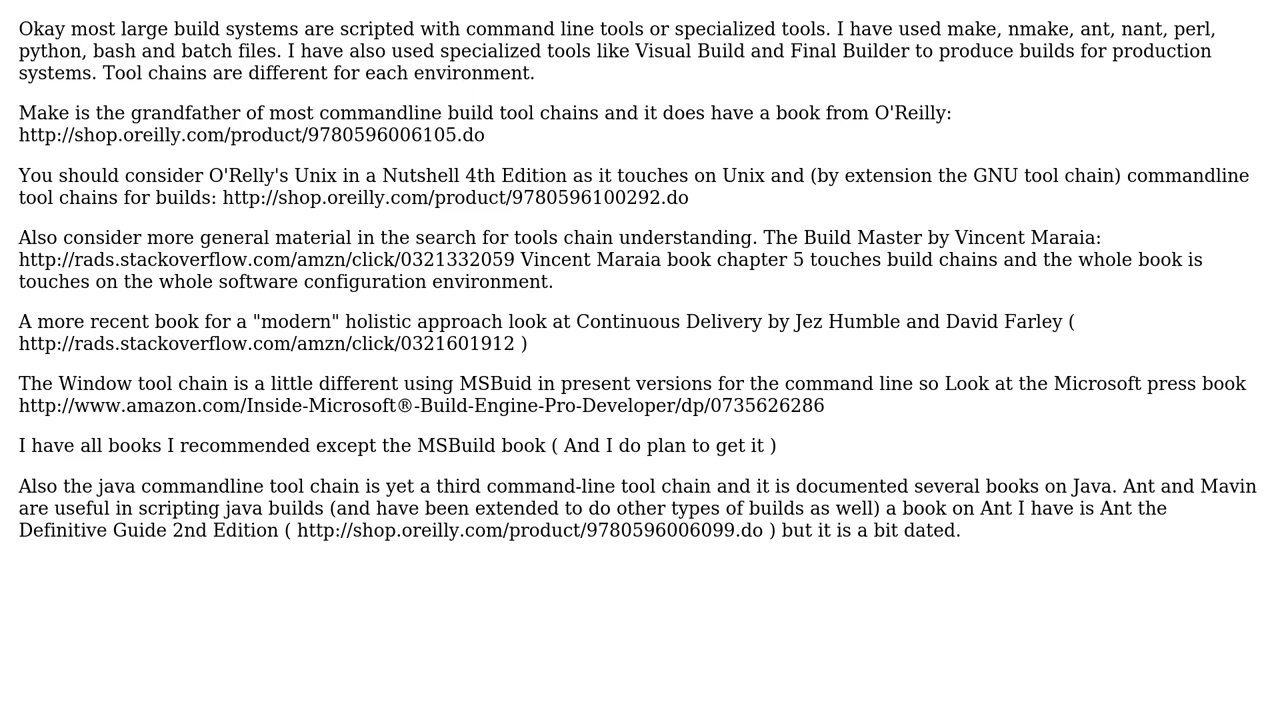 Okay most large build systems are scripted with command line tools or specialized tools. I have used make, nmake, ant, nant, perl,
python, bash and batch files. I have also used specialized tools like Visual Build and Final Builder to produce builds for production
systems. Tool chains are different for each environment.
Make is the grandfather of most commandline build tool chains and it does have a book from O'Reilly:
http://shop.oreilly.com/product/9780596006105.do
You should consider O'Relly's Unix in a Nutshell 4th Edition as it touches on Unix and (by extension the GNU tool chain) commandline
tool chains for builds: http://shop.oreilly.com/product/9780596100292.do
Also consider more general material in the search for tools chain understanding. The Build Master by Vincent Maraia:
http://rads.stackoverflow.com/amzn/click/0321332059 Vincent Maraia book chapter 5 touches build chains and the whole book is
touches on the whole software configuration environment.
A more recent book for a "modern" holistic approach look at Continuous Delivery by Jez Humble and David Farley (
http://rads.stackoverflow.com/amzn/click/0321601912 )
The Window tool chain is a little different using MSBuid in present versions for the command line so Look at the Microsoft press book
http://www.amazon.com/Inside-Microsoft®-Build-Engine-Pro-Developer/dp/0735626286
I have all books I recommended except the MSBuild book ( And I do plan to get it )
Also the java commandline tool chain is yet a third command-line tool chain and it is documented several books on Java. Ant and Mavin
are useful in scripting java builds (and have been extended to do other types of builds as well) a book on Ant I have is Ant the
Definitive Guide 2nd Edition ( http://shop.oreilly.com/product/9780596006099.do ) but it is a bit dated.